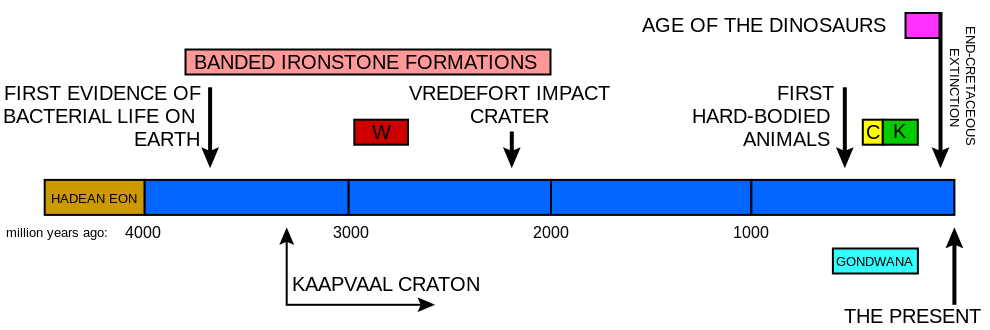 AGE OF THE DINOSAURS
END-CRETACEOUS
EXTINCTION
BANDED IRONSTONE FORMATIONS
FIRST EVIDENCE OF
BACTERIAL LIFE ON
EARTH
W
VREDEFORT IMPACT
CRATER
FIRST
HARD-BODIED
ANIMALS
C
K
HADEAN EON
million years ago:
4000
3000
2000
1000
GONDWANA
KAAPVAAL CRATON
THE PRESENT